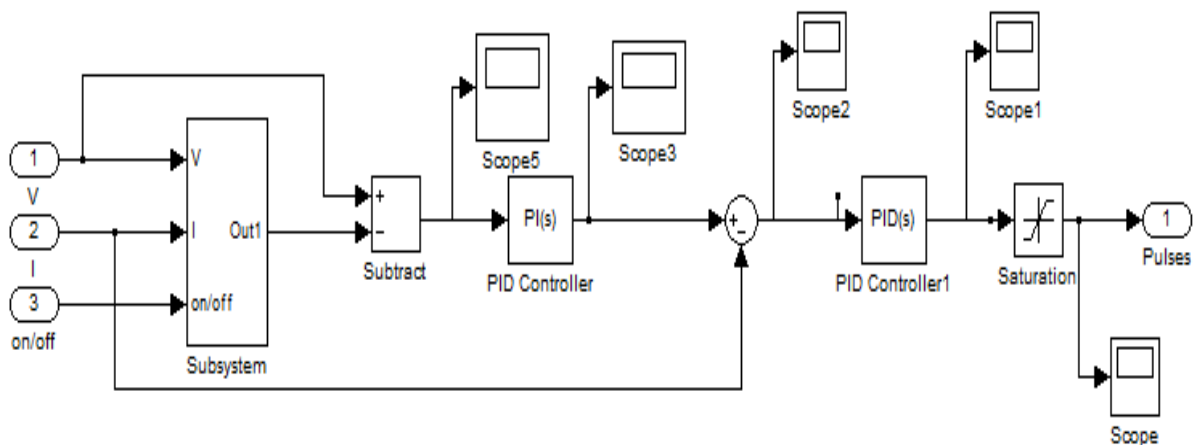 1
V
2
I
3
on/off
V
I
on/off
Out1
Subsystem
+
−
Subtract
Scope5
PI(s)
PID Controller
Scope3
+
−
Scope2
PID(s)
PID Controller1
Scope1
Saturation
1
Pulses
Scope